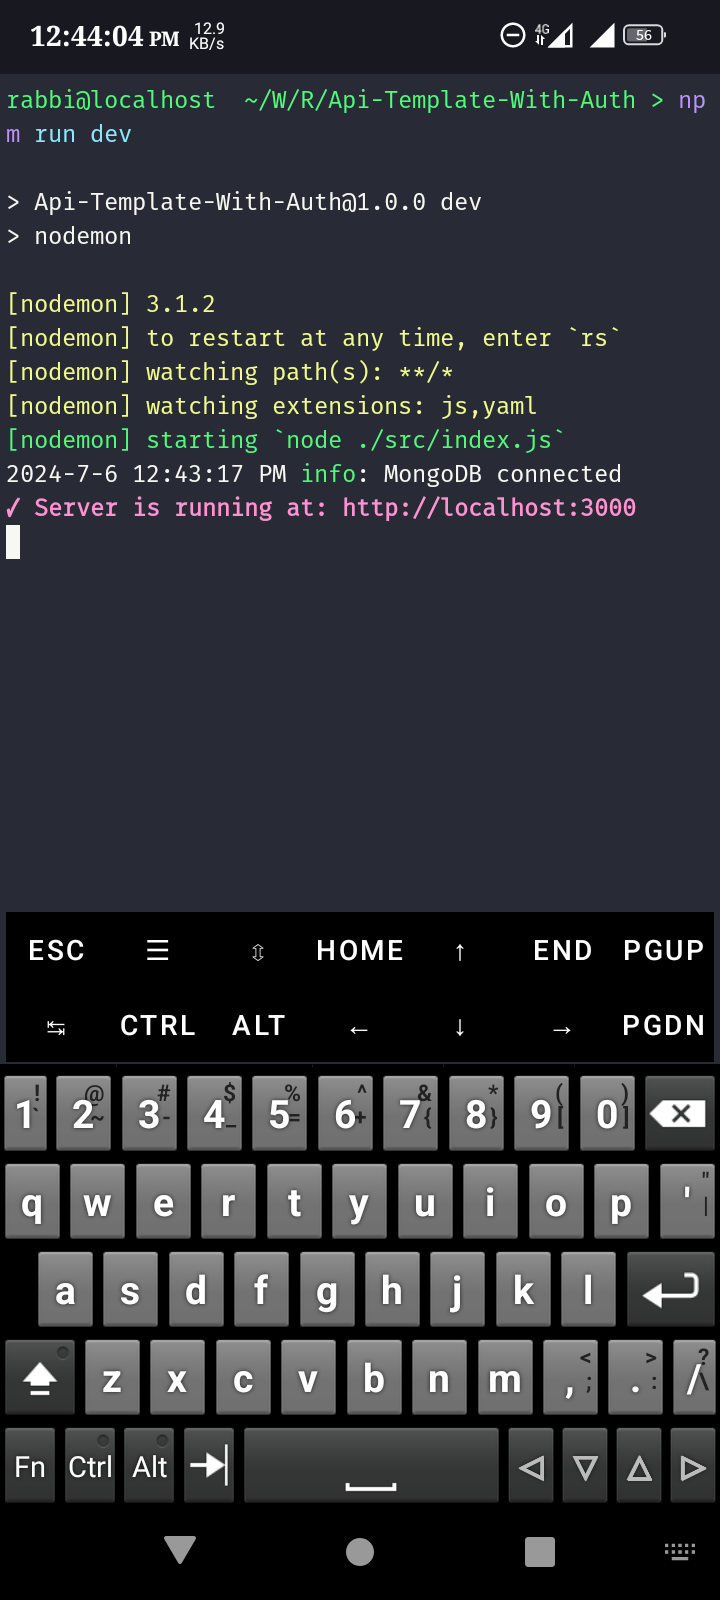 12:44:04 PM 12.9 KB/s 4G 56
rabbi@localhost ~/W/R/Api-Template-With-Auth > np
m run dev
> Api-Template-With-Auth@1.0.0 dev
> nodemon
[nodemon] 3.1.2
[nodemon] to restart at any time, enter `rs`
[nodemon] watching path(s): **/*
[nodemon] watching extensions: js,yaml
[nodemon] starting `node ./src/index.js`
2024-7-6 12:43:17 PM info: MongoDB connected
✓ Server is running at: http://localhost:3000
ESC ☰ ⇳ HOME ↑ END PGUP
↹ CTRL ALT ← ↓ → PGDN
! ` @ ~ # - $ _ % = ^ + & { * } ( [ ) ]
1 2 3 4 5 6 7 8 9 0
q w e r t y u i o p ' " |
a s d f g h j k l
z x c v b n m , < ; . > : / ? \
Fn Ctrl Alt